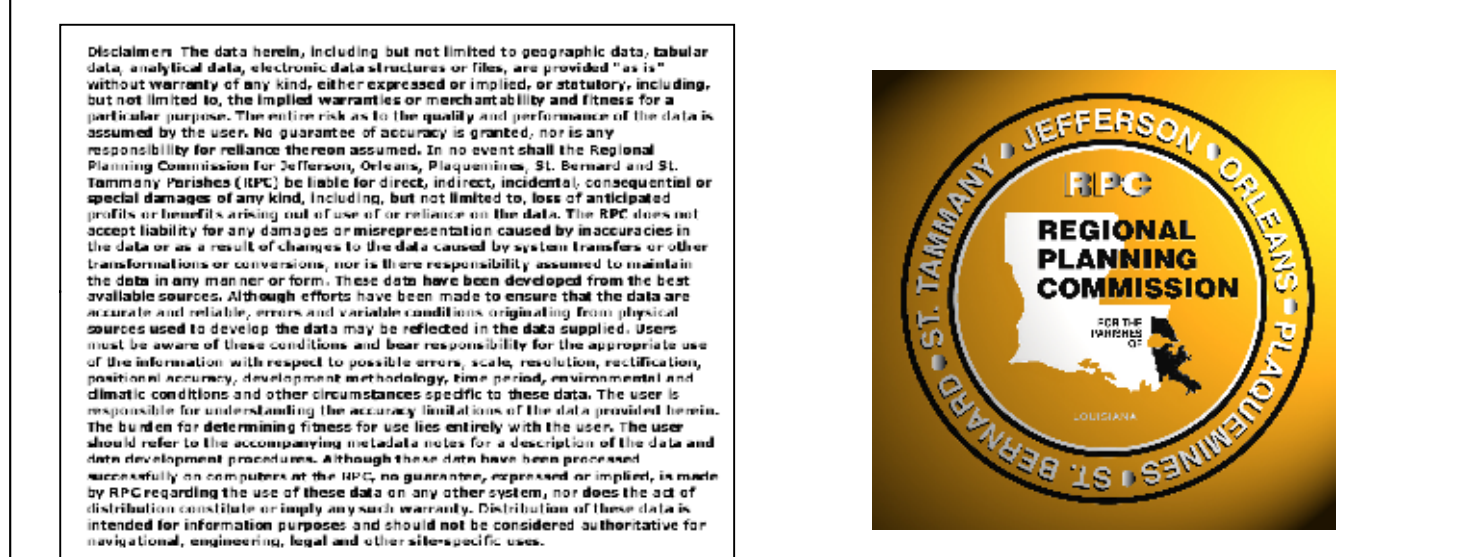 Disclaimer: The data herein, including but not limited to geographic data, tabular
data, analytical data, electronic data structures or files, are provided "as is"
without warranty of any kind, either expressed or implied, or statutory, including,
but not limited to, the implied warranties or merchantability and fitness for a
particular purpose. The entire risk as to the quality and performance of the data is
assumed by the user. No guarantee of accuracy is granted, nor is any
responsibility for reliance thereon assumed. In no event shall the Regional
Planning Commission for Jefferson, Orleans, Plaquemines, St. Bernard and St.
Tammany Parishes (RPC) be liable for direct, indirect, incidental, consequential or
special damages of any kind, including, but not limited to, loss of anticipated
profits or benefits arising out of use of or reliance on the data. The RPC does not
accept liability for any damages or misrepresentation caused by inaccuracies in
the data or as a result of changes to the data caused by system transfers or other
transformations or conversions, nor is there responsibility assumed to maintain
the data in any manner or form. These data have been developed from the best
available sources. Although efforts have been made to ensure that the data are
accurate and reliable, errors and variable conditions originating from physical
sources used to develop the data may be reflected in the data supplied. Users
must be aware of these conditions and bear responsibility for the appropriate use
of the information with respect to possible errors, scale, resolution, rectification,
positional accuracy, development methodology, time period, environmental and
climatic conditions and other circumstances specific to these data. The user is
responsible for understanding the accuracy limitations of the data provided herein.
The burden for determining fitness for use lies entirely with the user. The user
should refer to the accompanying metadata notes for a description of the data and
data development procedures. Although these data have been processed
successfully on computers at the RPC, no guarantee, expressed or implied, is made
by RPC regarding the use of these data on any other system, nor does the act of
distribution constitute or imply any such warranty. Distribution of these data is
intended for information purposes and should not be considered authoritative for
navigational, engineering, legal and other site-specific uses.
JEFFERSON • ORLEANS • PLAQUEMINES • ST. BERNARD • ST. TAMMANY •
RPC
REGIONAL
PLANNING
COMMISSION
FOR THE
PARISHES
OF
LOUISIANA